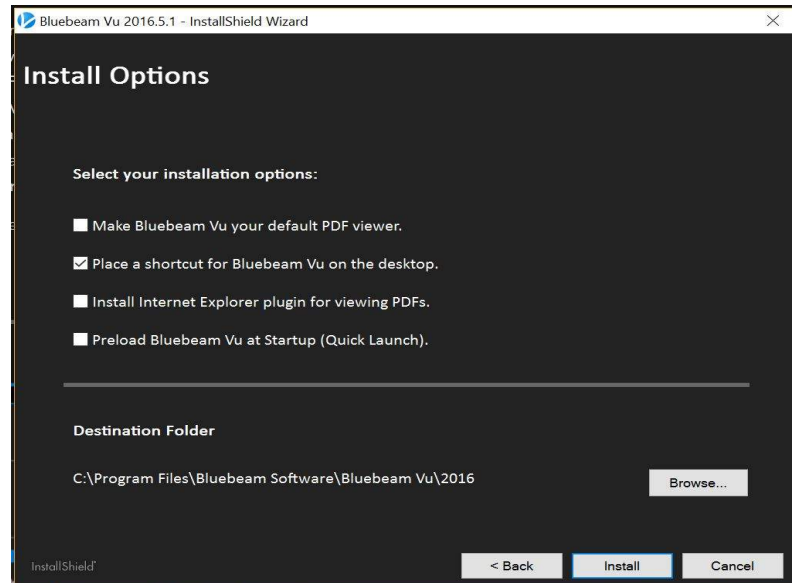 Bluebeam Vu 2016.5.1 - InstallShield Wizard
Install Options
Select your installation options:
Make Bluebeam Vu your default PDF viewer.
Place a shortcut for Bluebeam Vu on the desktop.
Install Internet Explorer plugin for viewing PDFs.
Preload Bluebeam Vu at Startup (Quick Launch).
Destination Folder
C:\Program Files\Bluebeam Software\Bluebeam Vu\2016
Browse...
InstallShield
< Back Install Cancel